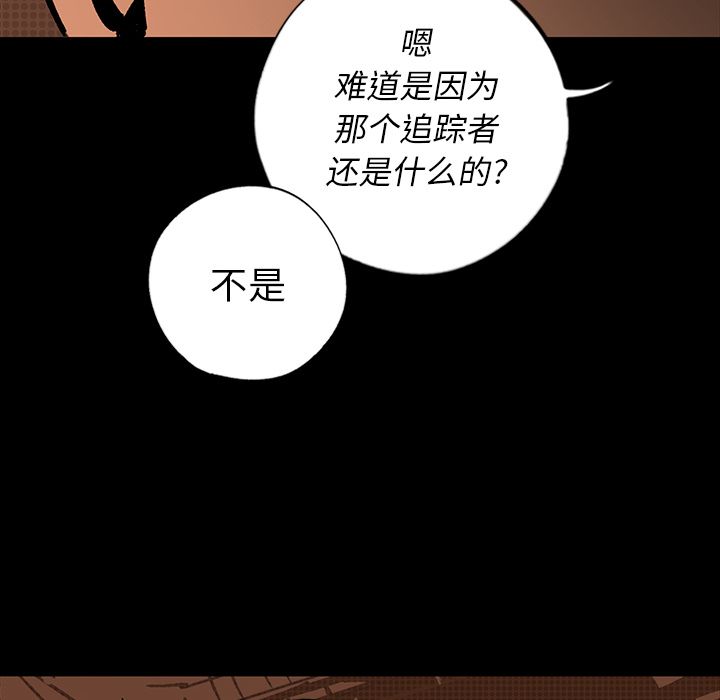 嗯
难道是因为
那个追踪者
还是什么的?
不是